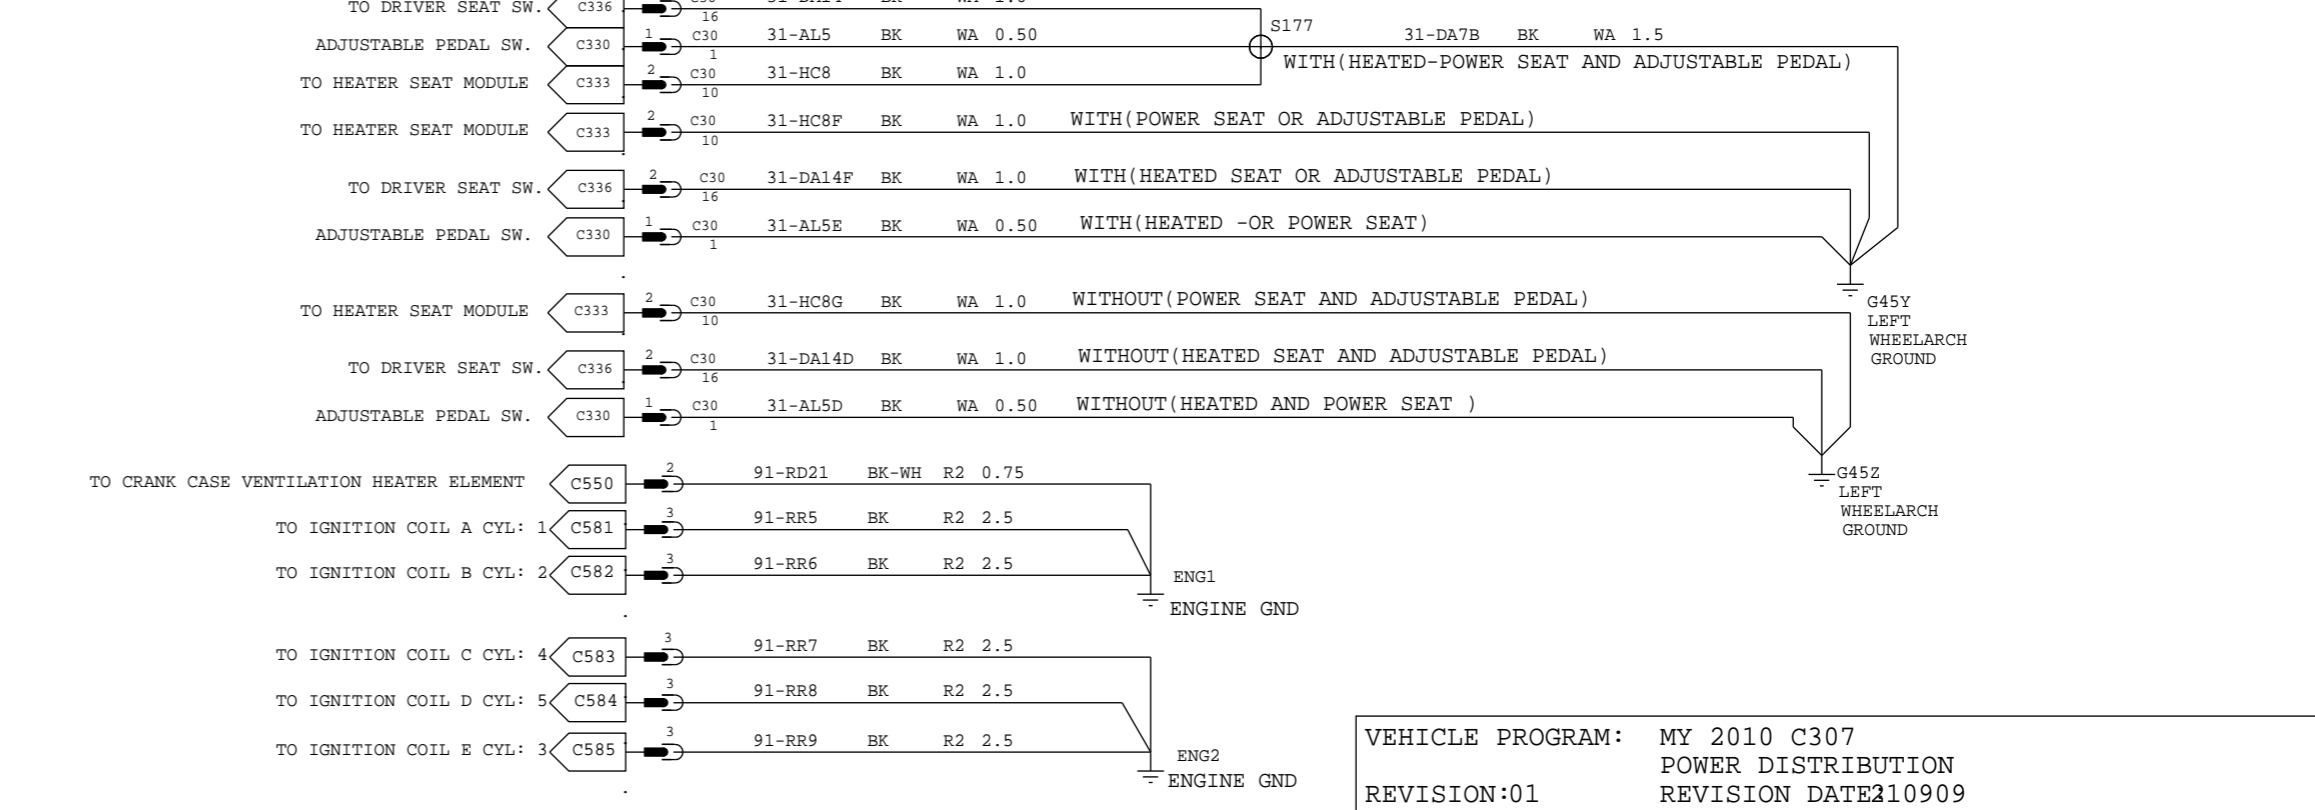 TO DRIVER SEAT SW. C336 16
S177
ADJUSTABLE PEDAL SW. C330 1 C30 1 31-AL5 BK WA 0.50 31-DA7B BK WA 1.5
WITH(HEATED-POWER SEAT AND ADJUSTABLE PEDAL)
TO HEATER SEAT MODULE C333 2 C30 10 31-HC8 BK WA 1.0
TO HEATER SEAT MODULE C333 2 C30 10 31-HC8F BK WA 1.0 WITH(POWER SEAT OR ADJUSTABLE PEDAL)
TO DRIVER SEAT SW. C336 2 C30 16 31-DA14F BK WA 1.0 WITH(HEATED SEAT OR ADJUSTABLE PEDAL)
ADJUSTABLE PEDAL SW. C330 1 C30 1 31-AL5E BK WA 0.50 WITH(HEATED -OR POWER SEAT)
TO HEATER SEAT MODULE C333 2 C30 10 31-HC8G BK WA 1.0 WITHOUT(POWER SEAT AND ADJUSTABLE PEDAL)
G45Y
LEFT
WHEELARCH
GROUND
TO DRIVER SEAT SW. C336 2 C30 16 31-DA14D BK WA 1.0 WITHOUT(HEATED SEAT AND ADJUSTABLE PEDAL)
ADJUSTABLE PEDAL SW. C330 1 C30 1 31-AL5D BK WA 0.50 WITHOUT(HEATED AND POWER SEAT )
G45Z
LEFT
WHEELARCH
GROUND
TO CRANK CASE VENTILATION HEATER ELEMENT C550 2 91-RD21 BK-WH R2 0.75
TO IGNITION COIL A CYL: 1 C581 3 91-RR5 BK R2 2.5
TO IGNITION COIL B CYL: 2 C582 3 91-RR6 BK R2 2.5
ENG1
ENGINE GND
TO IGNITION COIL C CYL: 4 C583 3 91-RR7 BK R2 2.5
TO IGNITION COIL D CYL: 5 C584 3 91-RR8 BK R2 2.5
TO IGNITION COIL E CYL: 3 C585 3 91-RR9 BK R2 2.5
ENG2
ENGINE GND
VEHICLE PROGRAM: MY 2010 C307
POWER DISTRIBUTION
REVISION:01 REVISION DATE